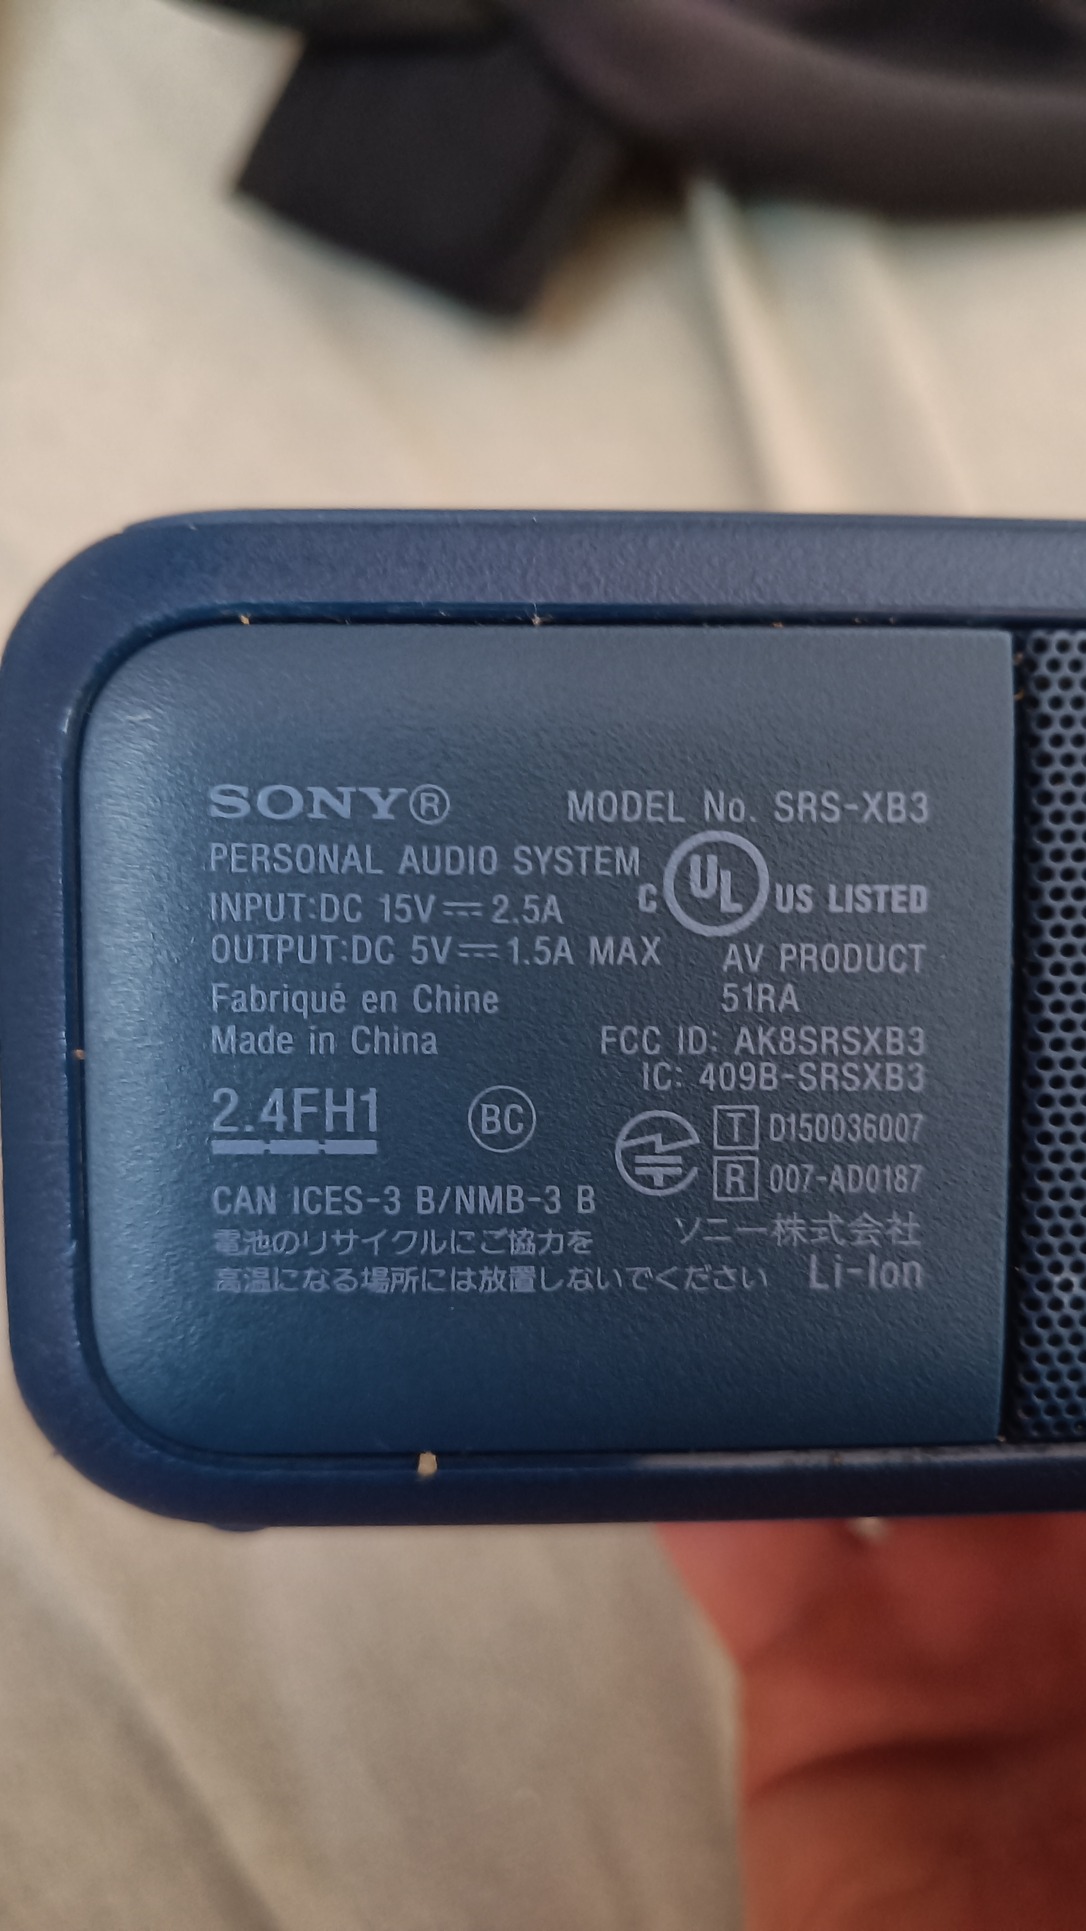 SONY® MODEL No. SRS-XB3
PERSONAL AUDIO SYSTEM
C UL US LISTED
INPUT:DC 15V⎓2.5A
OUTPUT:DC 5V⎓1.5A MAX
AV PRODUCT
51RA
Fabriqué en Chine
Made in China
FCC ID: AK8SRSXB3
IC: 409B-SRSXB3
2.4FH1
BC
T D150036007
R 007-AD0187
CAN ICES-3 B/NMB-3 B
ソニー株式会社
電池のリサイクルにご協力を
高温になる場所には放置しないでください
Li-Ion